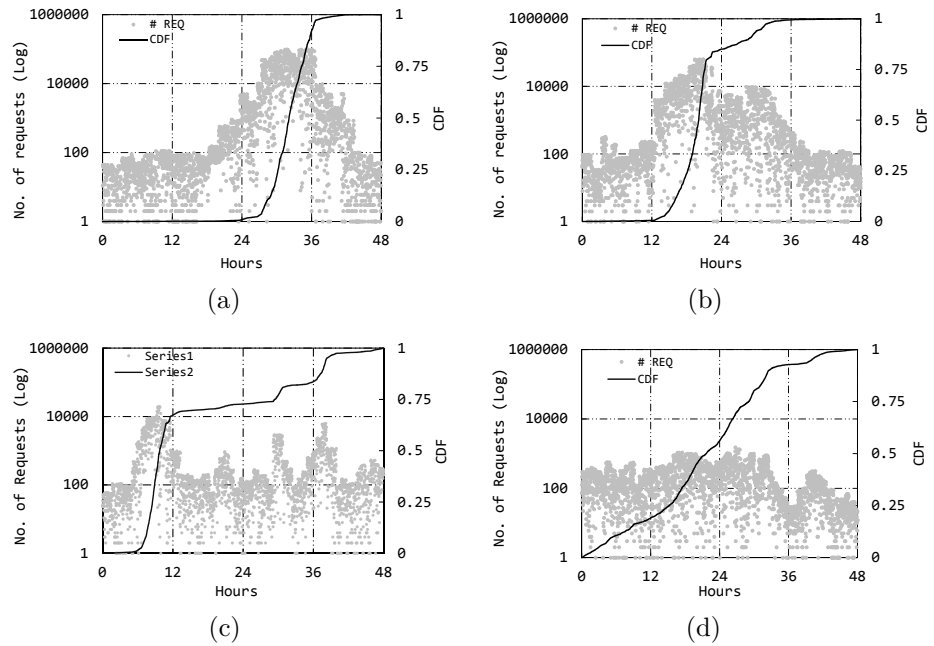 1000000
10000
100
1
No. of requests (Log)
# REQ
CDF
1
0.75
0.5
0.25
0
CDF
0 12 24 36 48
Hours
(a)
1000000
10000
100
1
No. of requests (Log)
# REQ
CDF
1
0.75
0.5
0.25
0
CDF
0 12 24 36 48
Hours
(b)
1000000
10000
100
1
No. of Requests (Log)
Series1
Series2
1
0.75
0.5
0.25
0
CDF
0 12 24 36 48
Hours
(c)
1000000
10000
100
1
No. of Requests (Log)
# REQ
CDF
1
0.75
0.5
0.25
0
CDF
0 12 24 36 48
Hours
(d)